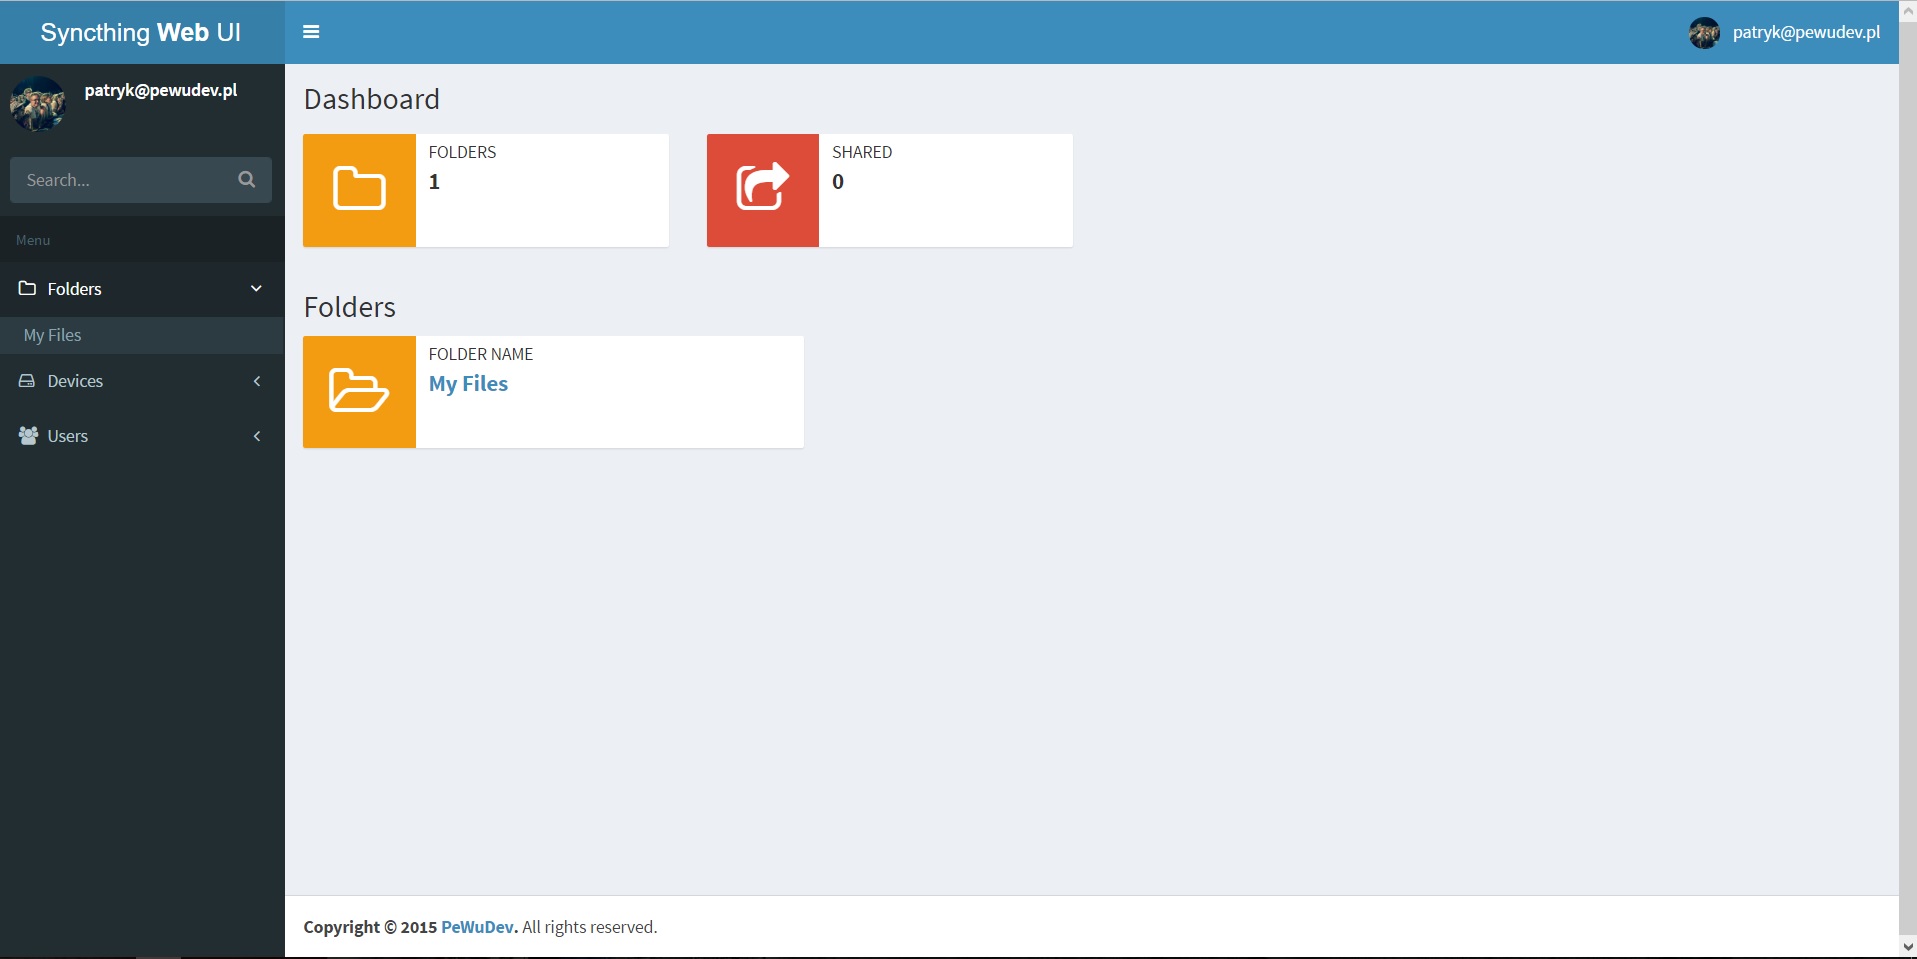 Syncthing Web UI
patryk@pewudev.pl
patryk@pewudev.pl
Search...
Menu
Folders
My Files
Devices
Users
Dashboard
FOLDERS
1
SHARED
0
Folders
FOLDER NAME
My Files
Copyright © 2015 PeWuDev. All rights reserved.